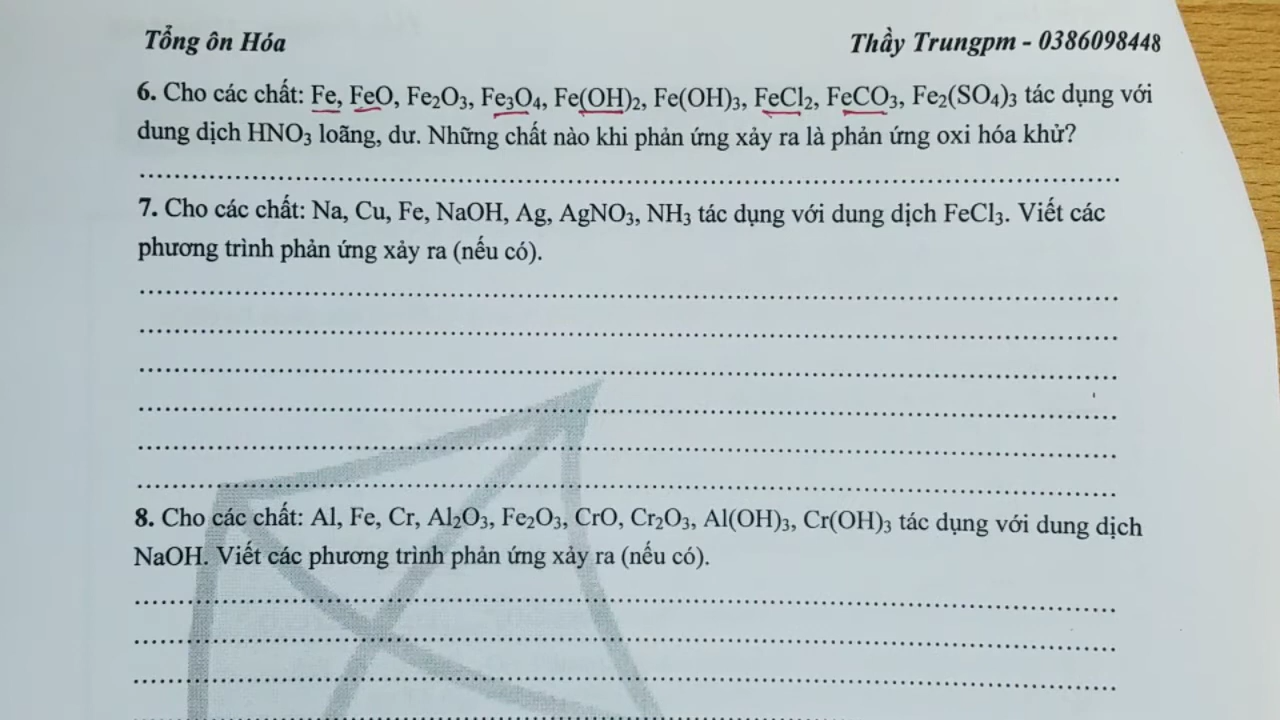 Tổng ôn Hóa
Thầy Trungpm - 0386098448
6. Cho các chất: Fe, FeO, Fe₂O₃, Fe₃O₄, Fe(OH)₂, Fe(OH)₃, FeCl₂, FeCO₃, Fe₂(SO₄)₃ tác dụng với
dung dịch HNO₃ loãng, dư. Những chất nào khi phản ứng xảy ra là phản ứng oxi hóa khử?
7. Cho các chất: Na, Cu, Fe, NaOH, Ag, AgNO₃, NH₃ tác dụng với dung dịch FeCl₃. Viết các
phương trình phản ứng xảy ra (nếu có).
8. Cho các chất: Al, Fe, Cr, Al₂O₃, Fe₂O₃, CrO, Cr₂O₃, Al(OH)₃, Cr(OH)₃ tác dụng với dung dịch
NaOH. Viết các phương trình phản ứng xảy ra (nếu có).